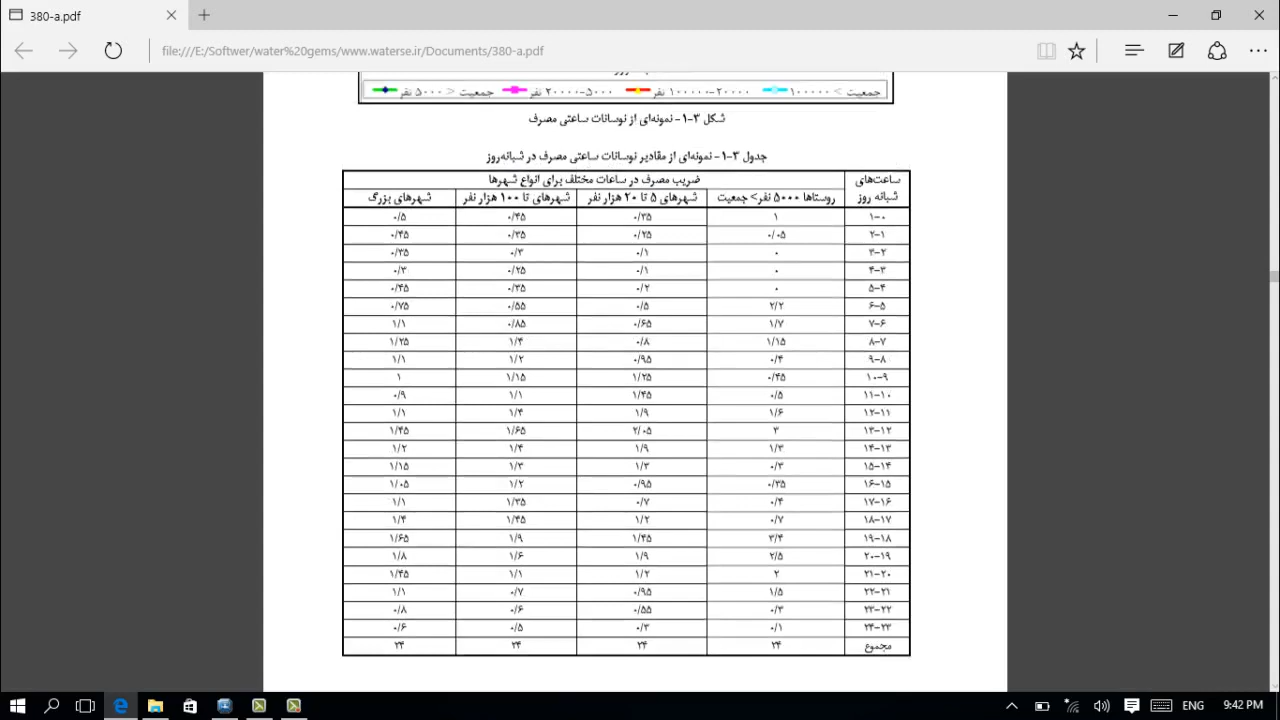 380-a.pdf
file:///E:/Softwer/water%20gems/www.waterse.ir/Documents/380-a.pdf
جمعیت > ۱۰۰۰۰۰ ۲۰۰۰۰-۱۰۰۰۰۰ نفر ۵۰۰۰-۲۰۰۰۰ نفر جمعیت < ۵۰۰۰ نفر
شکل ۳-۱- نمونه‌ای از نوسانات ساعتی مصرف
جدول ۳-۱- نمونه‌ای از مقادیر نوسانات ساعتی مصرف در شبانه‌روز
ساعت‌های شبانه روز ضریب مصرف در ساعات مختلف برای انواع شهرها
روستاها ۵۰۰۰ نفر> جمعیت شهرهای ۵ تا ۲۰ هزار نفر شهرهای تا ۱۰۰ هزار نفر شهرهای بزرگ
۰-۱ ۱ ۰/۳۵ ۰/۴۵ ۰/۵
۱-۲ ۰/۰۵ ۰/۲۵ ۰/۳۵ ۰/۴۵
۲-۳ ۰ ۰/۱ ۰/۳ ۰/۳۵
۳-۴ ۰ ۰/۱ ۰/۲۵ ۰/۳
۴-۵ ۰ ۰/۲ ۰/۳۵ ۰/۴۵
۵-۶ ۲/۲ ۰/۵ ۰/۵۵ ۰/۷۵
۶-۷ ۱/۷ ۰/۶۵ ۰/۸۵ ۱/۱
۷-۸ ۱/۱۵ ۰/۸ ۱/۴ ۱/۲۵
۸-۹ ۰/۴ ۰/۹۵ ۱/۲ ۱/۱
۹-۱۰ ۰/۴۵ ۱/۲۵ ۱/۱۵ ۱
۱۰-۱۱ ۰/۵ ۱/۴۵ ۱/۱ ۰/۹
۱۱-۱۲ ۱/۶ ۱/۹ ۱/۴ ۱/۱
۱۲-۱۳ ۳ ۲/۰۵ ۱/۶۵ ۱/۴۵
۱۳-۱۴ ۱/۳ ۱/۹ ۱/۴ ۱/۲
۱۴-۱۵ ۰/۳ ۱/۳ ۱/۳ ۱/۱۵
۱۵-۱۶ ۰/۳۵ ۰/۹۵ ۱/۲ ۱/۰۵
۱۶-۱۷ ۰/۴ ۰/۷ ۱/۳۵ ۱/۱
۱۷-۱۸ ۰/۷ ۱/۲ ۱/۴۵ ۱/۴
۱۸-۱۹ ۳/۴ ۱/۴۵ ۱/۹ ۱/۶۵
۱۹-۲۰ ۲/۵ ۱/۹ ۱/۶ ۱/۸
۲۰-۲۱ ۲ ۱/۲ ۱/۱ ۱/۴۵
۲۱-۲۲ ۱/۵ ۰/۹۵ ۰/۷ ۱/۱
۲۲-۲۳ ۰/۳ ۰/۵۵ ۰/۶ ۰/۸
۲۳-۲۴ ۰/۱ ۰/۳ ۰/۵ ۰/۶
مجموع ۲۴ ۲۴ ۲۴ ۲۴
ENG 9:42 PM